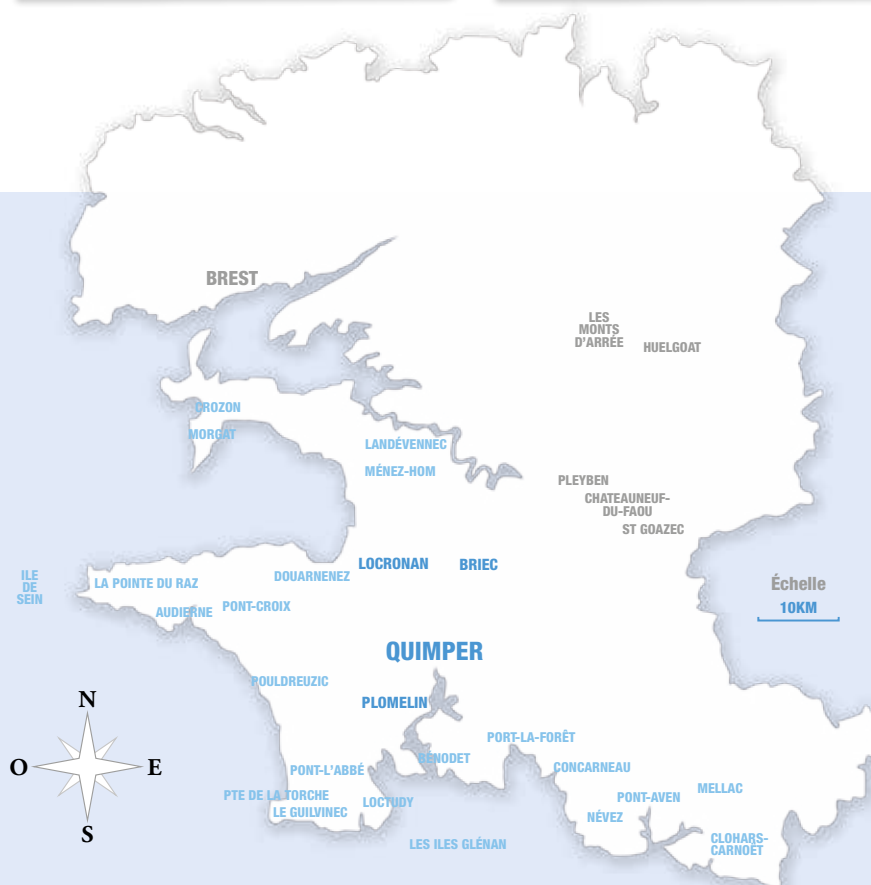 BREST
LES
MONTS
D'ARRÉE
HUELGOAT
CROZON
MORGAT
LANDÉVENNEC
MÉNEZ-HOM
PLEYBEN
CHATEAUNEUF-
DU-FAOU
ST GOAZEC
LOCRONAN
BRIEC
ILE
DE
SEIN
LA POINTE DU RAZ
DOUARNENEZ
Échelle
10KM
AUDIERNE
PONT-CROIX
QUIMPER
POULDREUZIC
PLOMELIN
N
O
E
S
PORT-LA-FORÊT
BÉNODET
CONCARNEAU
PONT-L'ABBÉ
PTE DE LA TORCHE
LE GUILVINEC
LOCTUDY
PONT-AVEN
MELLAC
NÉVEZ
LES ILES GLÉNAN
CLOHARS-
CARNOËT